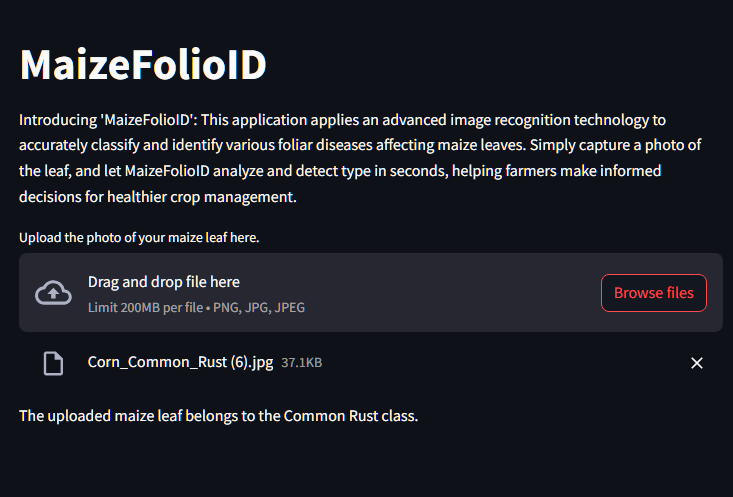 MaizeFolioID
Introducing 'MaizeFolioID': This application applies an advanced image recognition technology to
accurately classify and identify various foliar diseases affecting maize leaves. Simply capture a photo of
the leaf, and let MaizeFolioID analyze and detect type in seconds, helping farmers make informed
decisions for healthier crop management.
Upload the photo of your maize leaf here.
Drag and drop file here
Limit 200MB per file • PNG, JPG, JPEG
Browse files
Corn_Common_Rust (6).jpg 37.1KB
The uploaded maize leaf belongs to the Common Rust class.